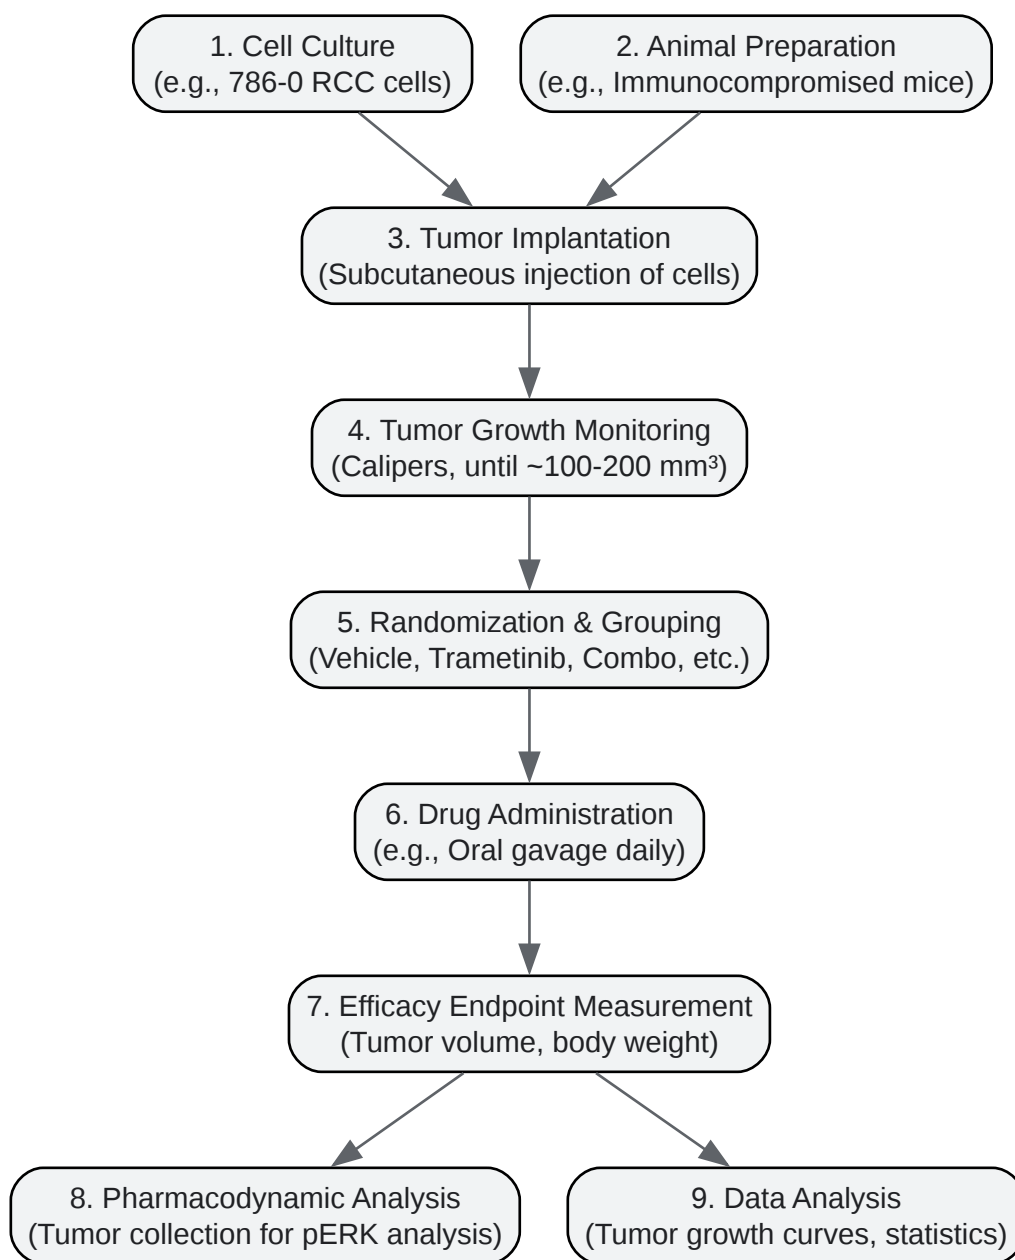 1. Cell Culture
(e.g., 786-0 RCC cells)
2. Animal Preparation
(e.g., Immunocompromised mice)
3. Tumor Implantation
(Subcutaneous injection of cells)
4. Tumor Growth Monitoring
(Calipers, until ~100-200 mm³)
5. Randomization & Grouping
(Vehicle, Trametinib, Combo, etc.)
6. Drug Administration
(e.g., Oral gavage daily)
7. Efficacy Endpoint Measurement
(Tumor volume, body weight)
8. Pharmacodynamic Analysis
(Tumor collection for pERK analysis)
9. Data Analysis
(Tumor growth curves, statistics)